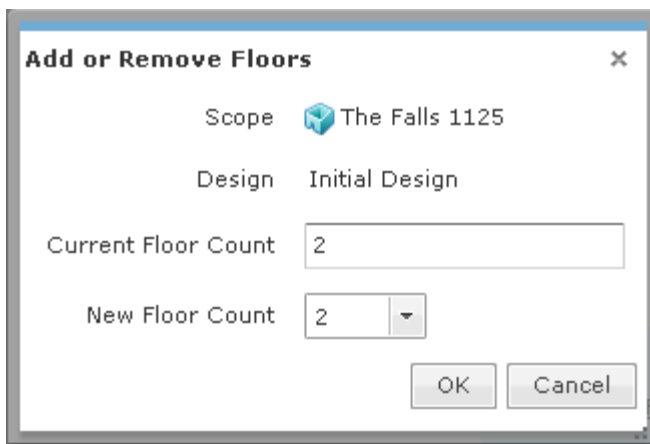 Add or Remove Floors
Scope The Falls 1125
Design Initial Design
Current Floor Count 2
New Floor Count 2
OK Cancel